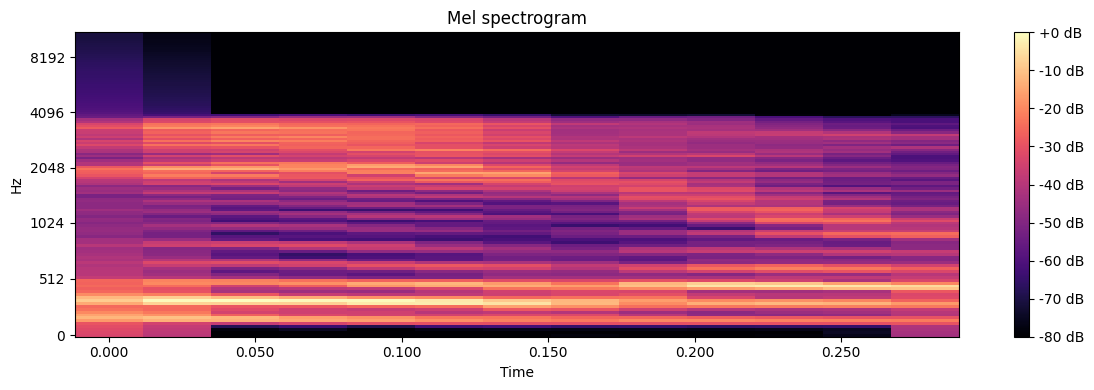 Mel spectrogram
Hz
8192
4096
2048
1024
512
0
0.000 0.050 0.100 0.150 0.200 0.250
Time
+0 dB
-10 dB
-20 dB
-30 dB
-40 dB
-50 dB
-60 dB
-70 dB
-80 dB